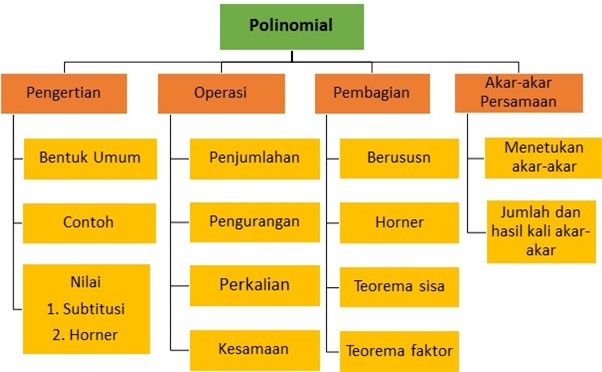 Polinomial
Pengertian
Bentuk Umum
Contoh
Nilai
1. Subtitusi
2. Horner
Operasi
Penjumlahan
Pengurangan
Perkalian
Kesamaan
Pembagian
Berususn
Horner
Teorema sisa
Teorema faktor
Akar-akar
Persamaan
Menetukan
akar-akar
Jumlah dan
hasil kali akar-
akar